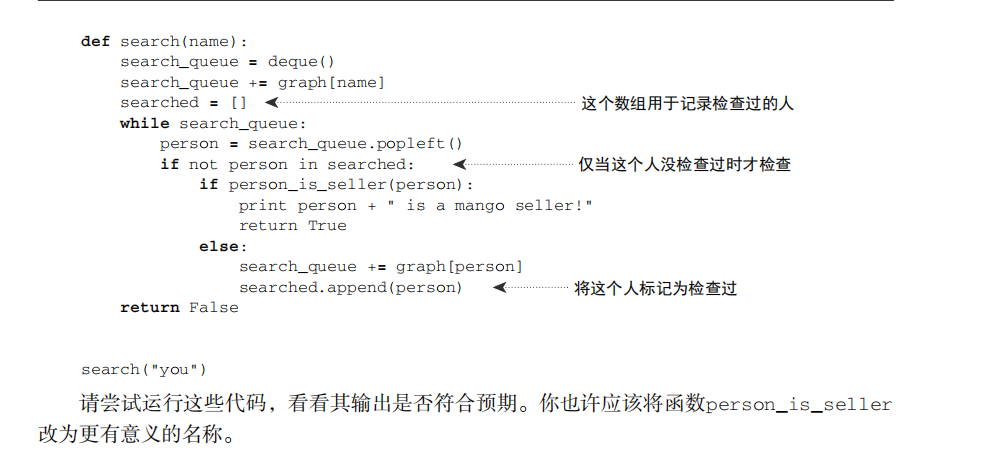 def search(name):
    search_queue = deque()
    search_queue += graph[name]
    searched = []  这个数组用于记录检查过的人
    while search_queue:
        person = search_queue.popleft()
        if not person in searched:  仅当这个人没检查过时才检查
            if person_is_seller(person):
                print person + " is a mango seller!"
                return True
            else:
                search_queue += graph[person]
                searched.append(person)  将这个人标记为检查过
    return False
search("you")
请尝试运行这些代码，看看其输出是否符合预期。你也许应该将函数person_is_seller
改为更有意义的名称。